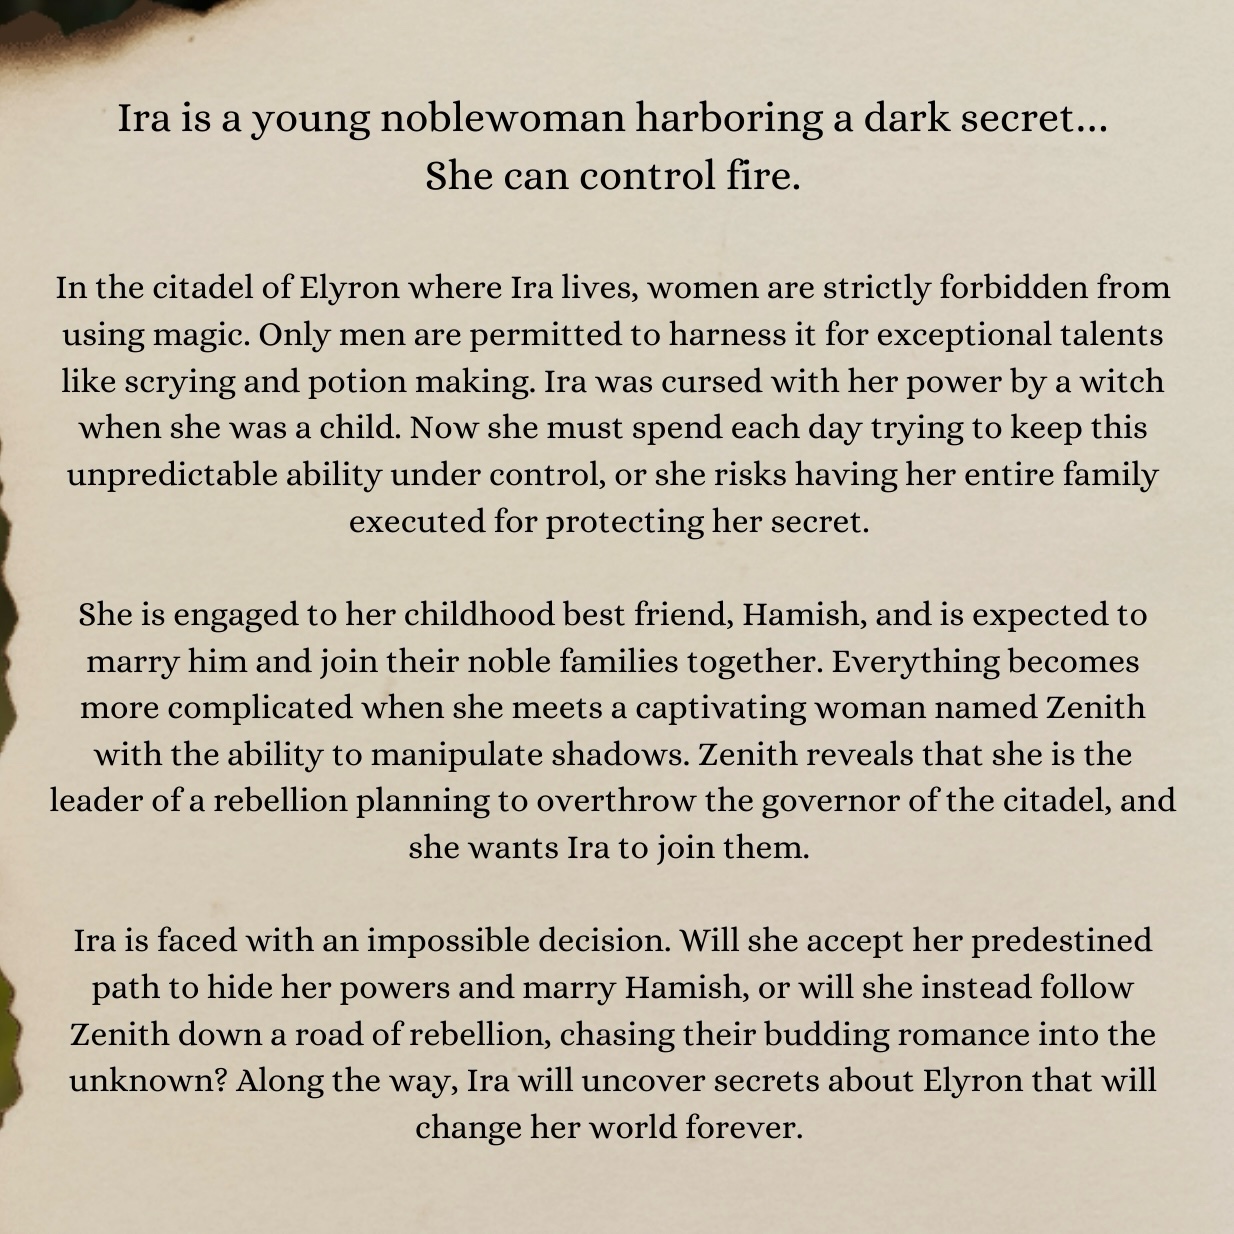 Ira is a young noblewoman harboring a dark secret...
She can control fire.
In the citadel of Elyron where Ira lives, women are strictly forbidden from
using magic. Only men are permitted to harness it for exceptional talents
like scrying and potion making. Ira was cursed with her power by a witch
when she was a child. Now she must spend each day trying to keep this
unpredictable ability under control, or she risks having her entire family
executed for protecting her secret.
She is engaged to her childhood best friend, Hamish, and is expected to
marry him and join their noble families together. Everything becomes
more complicated when she meets a captivating woman named Zenith
with the ability to manipulate shadows. Zenith reveals that she is the
leader of a rebellion planning to overthrow the governor of the citadel, and
she wants Ira to join them.
Ira is faced with an impossible decision. Will she accept her predestined
path to hide her powers and marry Hamish, or will she instead follow
Zenith down a road of rebellion, chasing their budding romance into the
unknown? Along the way, Ira will uncover secrets about Elyron that will
change her world forever.